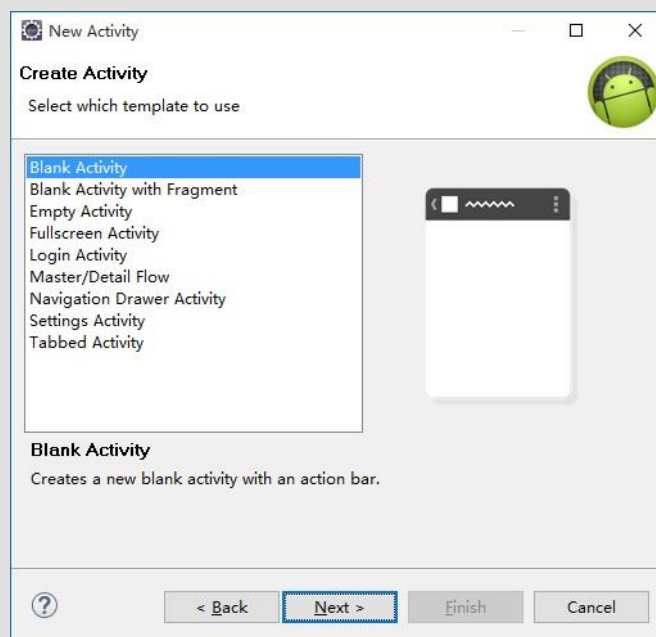 New Activity
Create Activity
Select which template to use
Blank Activity
Blank Activity with Fragment
Empty Activity
Fullscreen Activity
Login Activity
Master/Detail Flow
Navigation Drawer Activity
Settings Activity
Tabbed Activity
Blank Activity
Creates a new blank activity with an action bar.
< Back Next > Finish Cancel